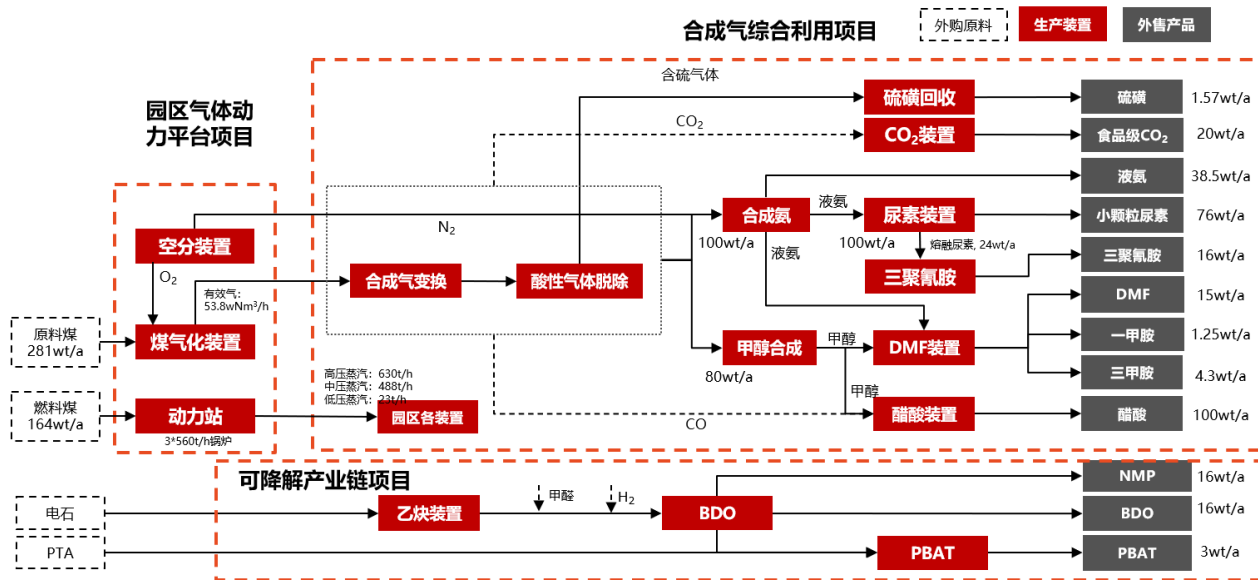 合成气综合利用项目
外购原料
生产装置
外售产品
园区气体动
力平台项目
含硫气体
硫磺回收
硫磺
1.57wt/a
CO₂
CO₂装置
食品级CO₂
20wt/a
液氨
38.5wt/a
空分装置
N₂
合成氨
液氨
尿素装置
小颗粒尿素
76wt/a
100wt/a
液氨
100wt/a
熔融尿素, 24wt/a
O₂
合成气变换
酸性气体脱除
三聚氰胺
三聚氰胺
16wt/a
有效气:
53.8wNm³/h
DMF
15wt/a
原料煤
281wt/a
煤气化装置
甲醇合成
甲醇
DMF装置
一甲胺
1.25wt/a
80wt/a
三甲胺
4.3wt/a
高压蒸汽：630t/h
中压蒸汽：488t/h
低压蒸汽：23t/h
甲醇
燃料煤
164wt/a
动力站
园区各装置
CO
醋酸装置
醋酸
100wt/a
3*560t/h锅炉
可降解产业链项目
NMP
16wt/a
电石
乙炔装置
甲醛
H₂
BDO
BDO
16wt/a
PTA
PBAT
PBAT
3wt/a